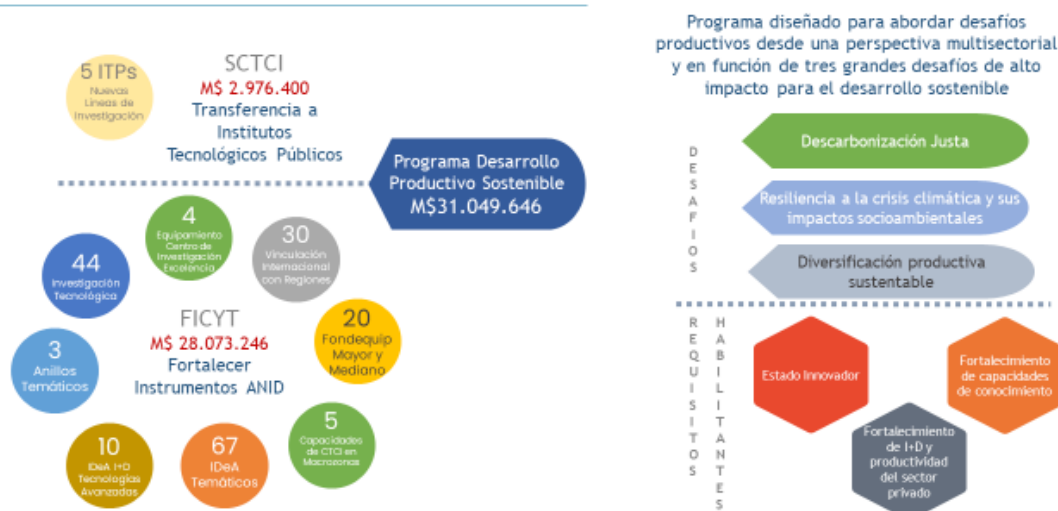 5 ITPs
Nuevas
Líneas de
Investigación
SCTCI
M$ 2.976.400
Transferencia a
Institutos
Tecnológicos Públicos
Programa Desarrollo
Productivo Sostenible
M$31.049.646
4
Equipamiento
Centro de
Investigación
Excelencia
30
Vinculación
Internacional
con Regiones
44
Investigación
Tecnológica
20
Fondequip
Mayor y
Mediano
FICYT
M$ 28.073.246
Fortalecer
Instrumentos ANID
3
Anillos
Temáticos
5
Capacidades
de CTCI en
Macrozonas
10
IDeA I+D
Tecnologías
Avanzadas
67
IDeA
Temáticos
Programa diseñado para abordar desafíos
productivos desde una perspectiva multisectorial
y en función de tres grandes desafíos de alto
impacto para el desarrollo sostenible
DESAFIOS
Descarbonización Justa
Resiliencia a la crisis climática y sus
impactos socioambientales
Diversificación productiva
sustentable
REQUISITOS
HABILITANTES
Estado Innovador
Fortalecimiento
de capacidades
de conocimiento
Fortalecimiento
de I+D y
productividad
del sector
privado